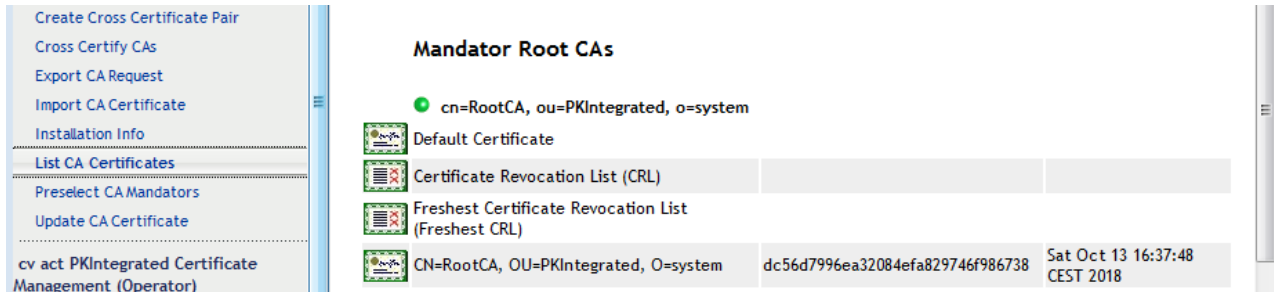 Create Cross Certificate Pair
Cross Certify CAs
Export CA Request
Import CA Certificate
Installation Info
List CA Certificates
Preselect CA Mandators
Update CA Certificate
cv act PKIntegrated Certificate
Management (Operator)
Mandator Root CAs
cn=RootCA, ou=PKIntegrated, o=system
Default Certificate
Certificate Revocation List (CRL)
Freshest Certificate Revocation List
(Freshest CRL)
CN=RootCA, OU=PKIntegrated, O=system dc56d7996ea32084efa829746f986738 Sat Oct 13 16:37:48
CEST 2018